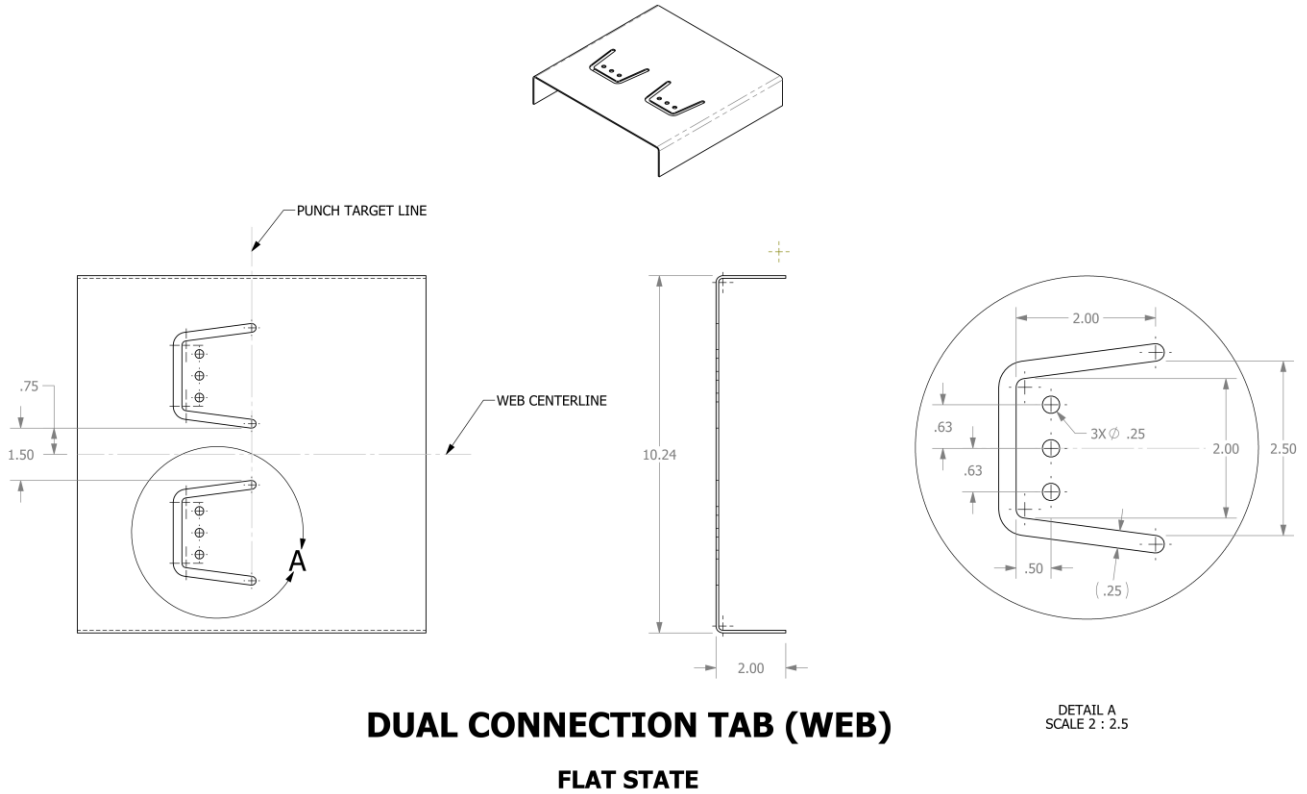 PUNCH TARGET LINE
WEB CENTERLINE
.75
1.50
A
10.24
2.00
2.00
.63
.63
3X Ø .25
2.00
2.50
.50
(.25)
DUAL CONNECTION TAB (WEB)
FLAT STATE
DETAIL A
SCALE 2 : 2.5